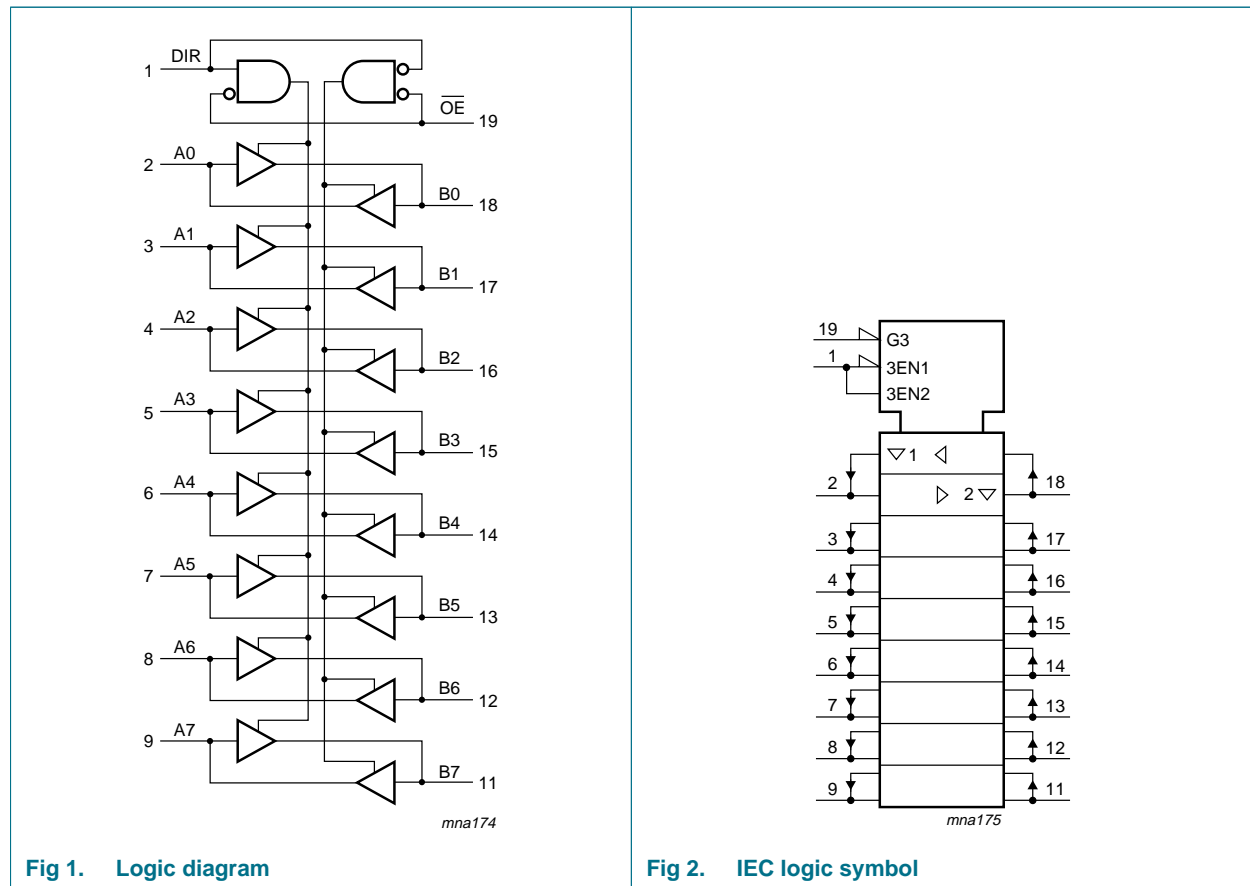 DIR
1
OE
19
A0
2
B0
18
A1
3
B1
17
A2
4
B2
16
A3
5
B3
15
A4
6
B4
14
A5
7
B5
13
A6
8
B6
12
A7
9
B7
11
mna174
Fig 1. Logic diagram
19
G3
1
3EN1
3EN2
1
2
18
2
3
17
4
16
5
15
6
14
7
13
8
12
9
11
mna175
Fig 2. IEC logic symbol